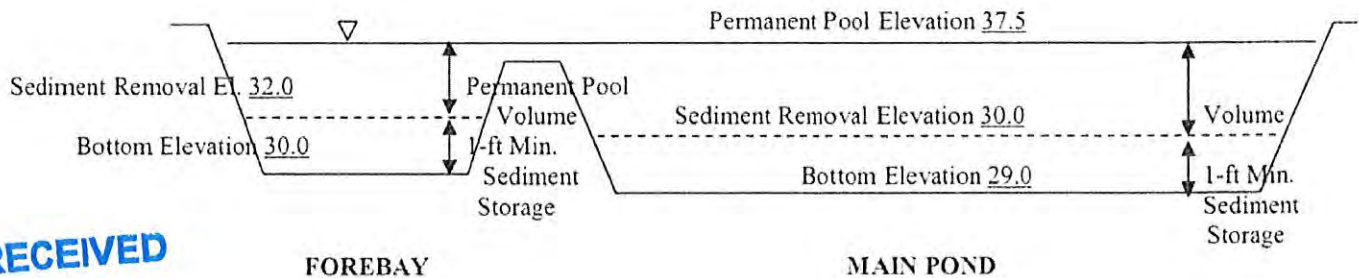 Permanent Pool Elevation 37.5
Sediment Removal El. 32.0
Permanent Pool
Volume
Sediment Removal Elevation 30.0
Volume
Bottom Elevation 30.0
1-ft Min.
Sediment
Storage
Bottom Elevation 29.0
1-ft Min.
Sediment
Storage
RECEIVED
FOREBAY
MAIN POND